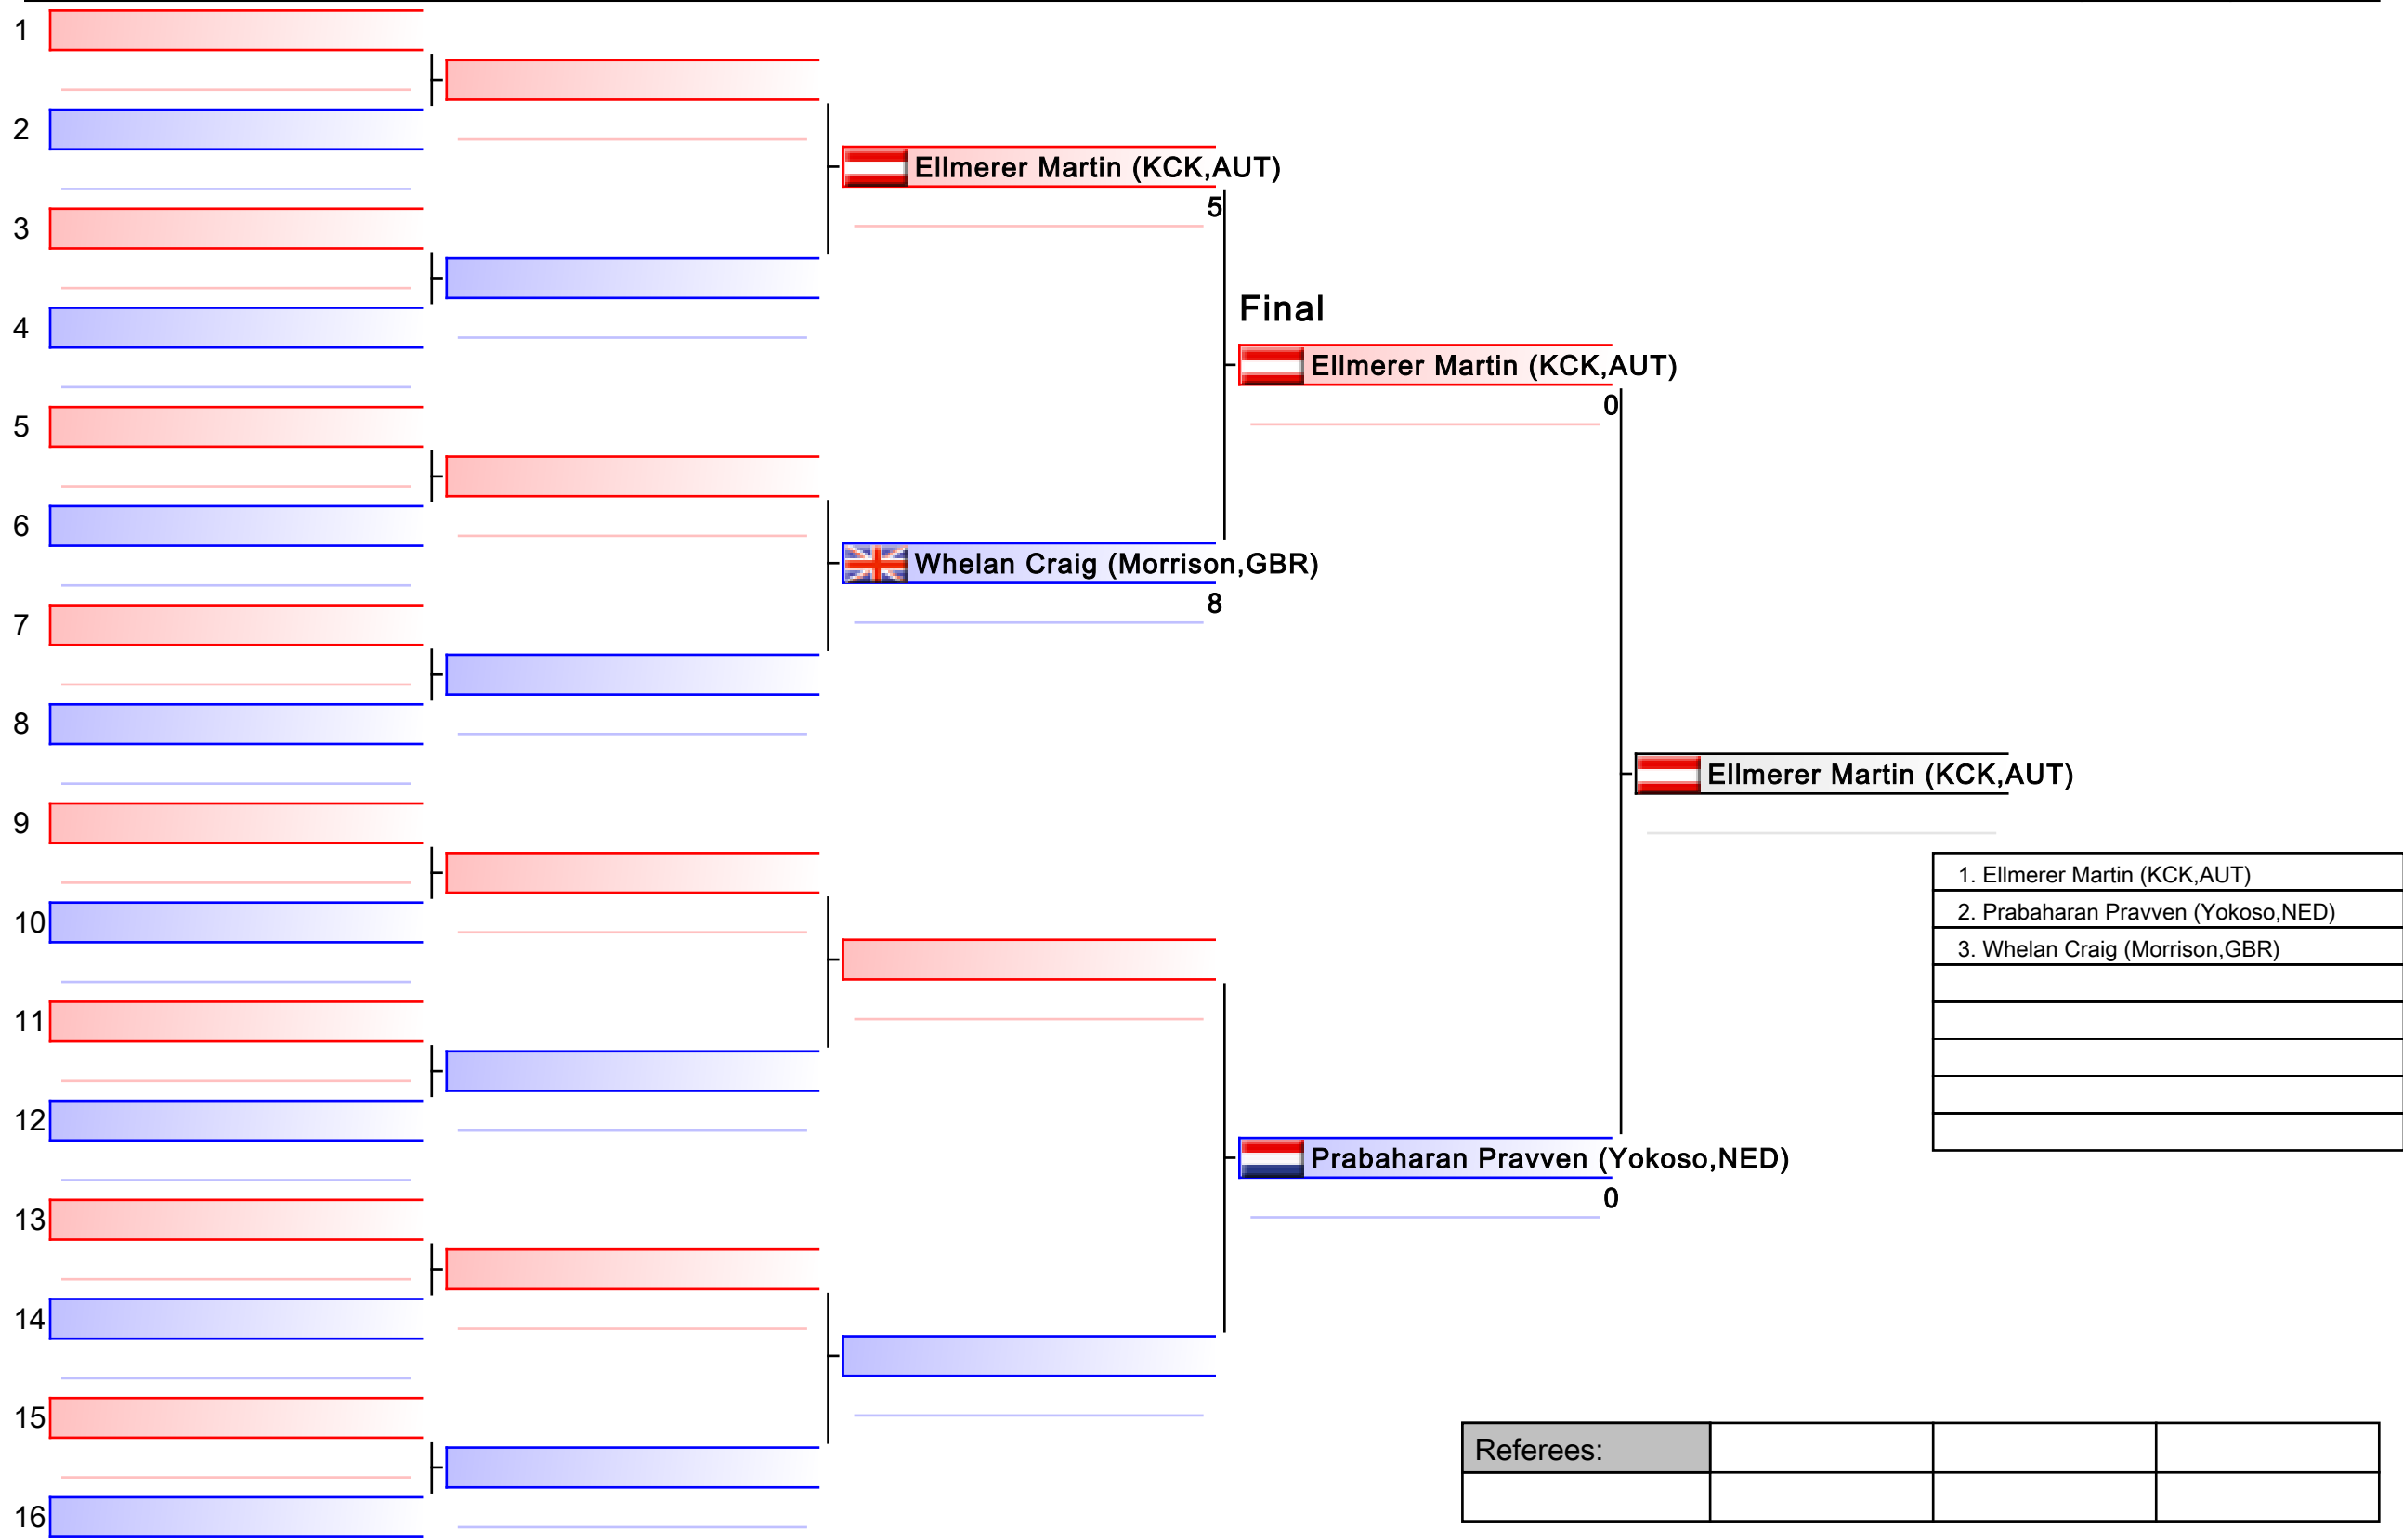 1
2
Ellmerer Martin (KCK,AUT)
5
3
Final
4
Ellmerer Martin (KCK,AUT)
0
5
6
Whelan Craig (Morrison,GBR)
8
7
8
Ellmerer Martin (KCK,AUT)
9
1. Ellmerer Martin (KCK,AUT)
2. Prabaharan Pravven (Yokoso,NED)
3. Whelan Craig (Morrison,GBR)
10
11
12
Prabaharan Pravven (Yokoso,NED)
0
13
14
15
Referees:
16